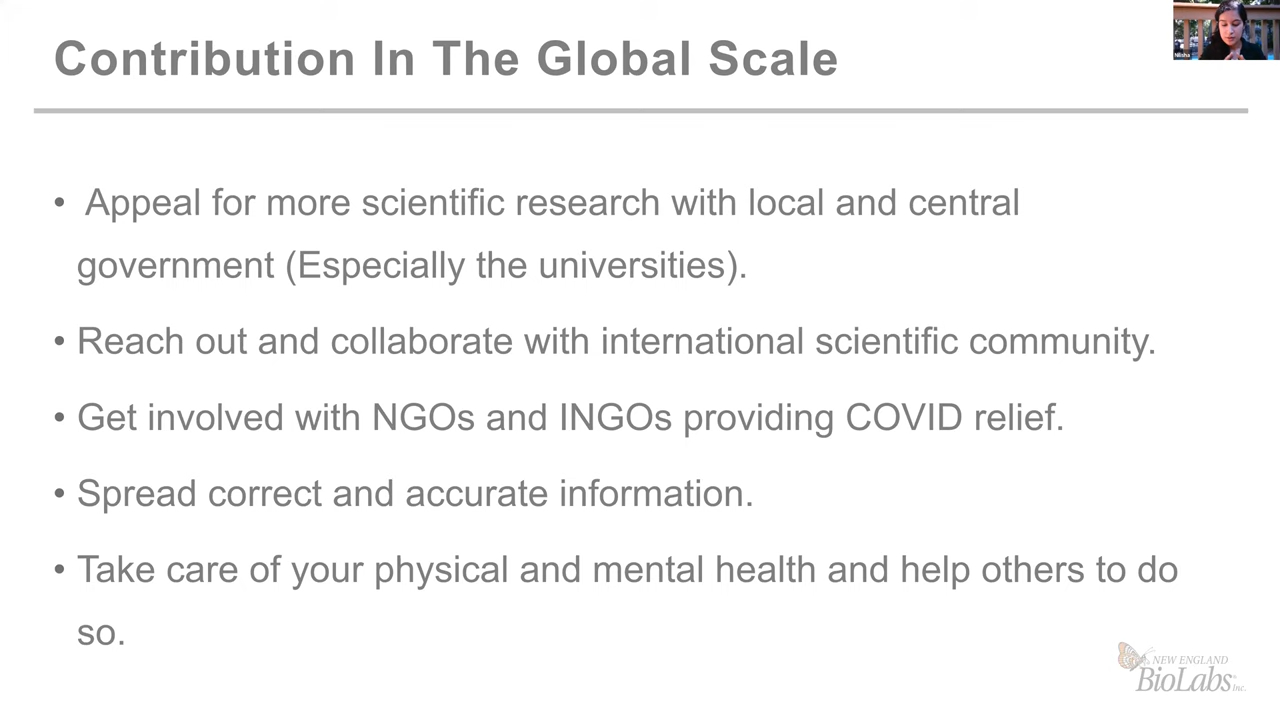 Contribution In The Global Scale
• Appeal for more scientific research with local and central
government (Especially the universities).
• Reach out and collaborate with international scientific community.
• Get involved with NGOs and INGOs providing COVID relief.
• Spread correct and accurate information.
• Take care of your physical and mental health and help others to do
so.
NEW ENGLAND
BioLabs® Inc.